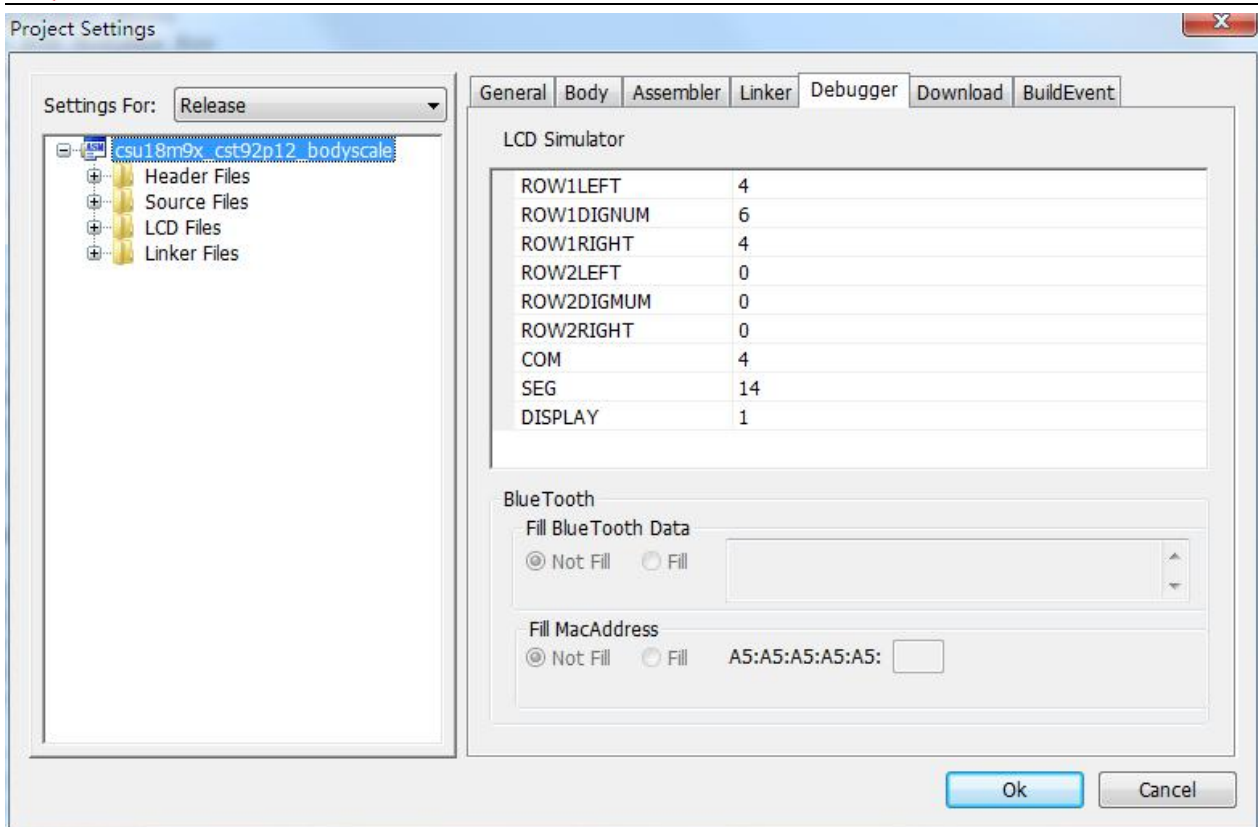 Project Settings
Settings For: Release
csu18m9x_cst92p12_bodyscale
Header Files
Source Files
LCD Files
Linker Files
General Body Assembler Linker Debugger Download BuildEvent
LCD Simulator
ROW1LEFT 4
ROW1DIGNUM 6
ROW1RIGHT 4
ROW2LEFT 0
ROW2DIGMUM 0
ROW2RIGHT 0
COM 4
SEG 14
DISPLAY 1
BlueTooth
Fill BlueTooth Data
Not Fill Fill
Fill MacAddress
Not Fill Fill A5:A5:A5:A5:A5:
Ok Cancel